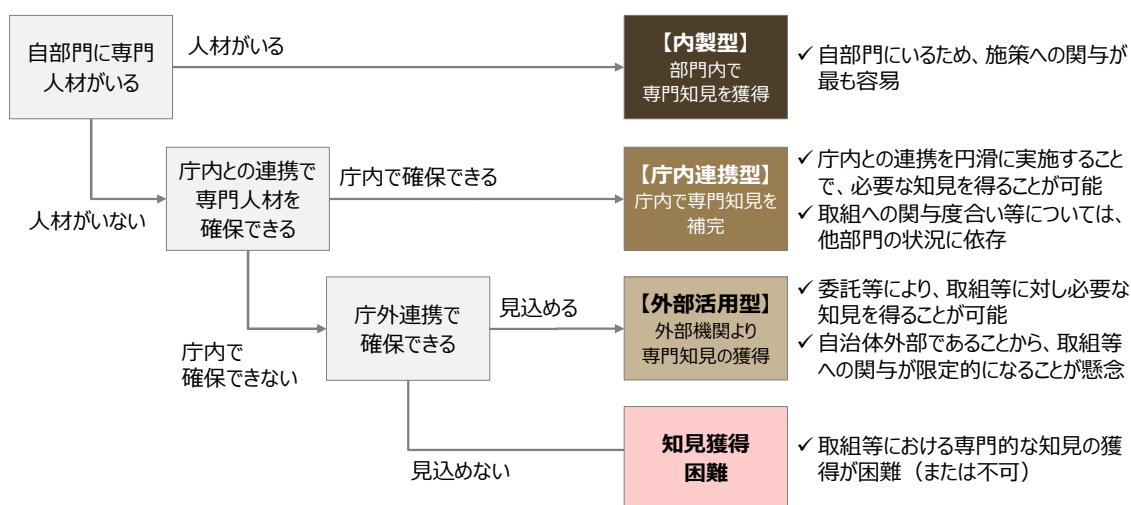 自部門に専門
人材がいる
人材がいる
【内製型】
部門内で
専門知見を獲得
✓ 自部門にいるため、施策への関与が
最も容易
人材がいない
庁内との連携で
専門人材を
確保できる
庁内で確保できる
【庁内連携型】
庁内で専門知見を
補完
✓ 庁内との連携を円滑に実施すること
で、必要な知見を得ることが可能
✓ 取組への関与度合い等については、
他部門の状況に依存
庁内で
確保できない
庁外連携で
確保できる
見込める
【外部活用型】
外部機関より
専門知見の獲得
✓ 委託等により、取組等に対し必要な
知見を得ることが可能
✓ 自治体外部であることから、取組等
への関与が限定的になることが懸念
見込めない
知見獲得
困難
✓ 取組等における専門的な知見の獲
得が困難（または不可）